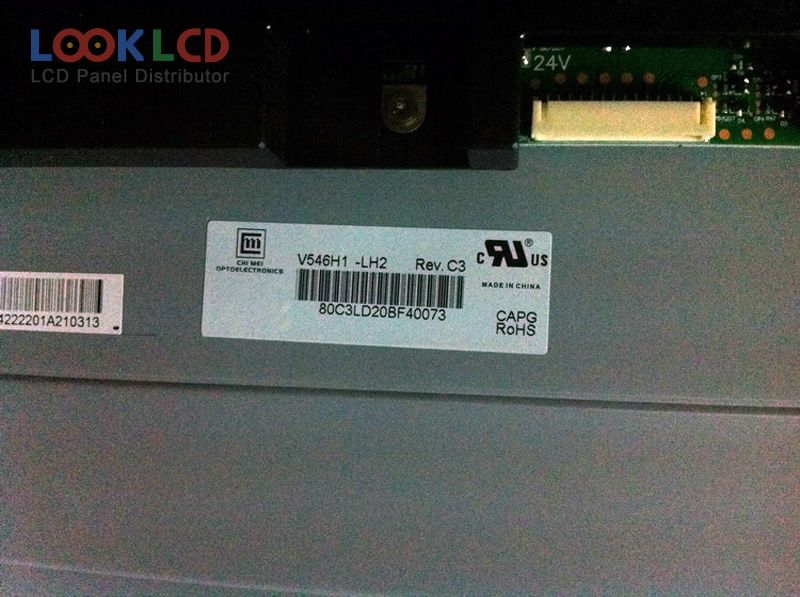 LOOKLCD
LCD Panel Distributor
24V
CHI MEI
OPTOELECTRONICS
V546H1 -LH2 Rev. C3
80C3LD20BF40073
C RU ® US
MADE IN CHINA
CAPG
RoHS
4222201A210313